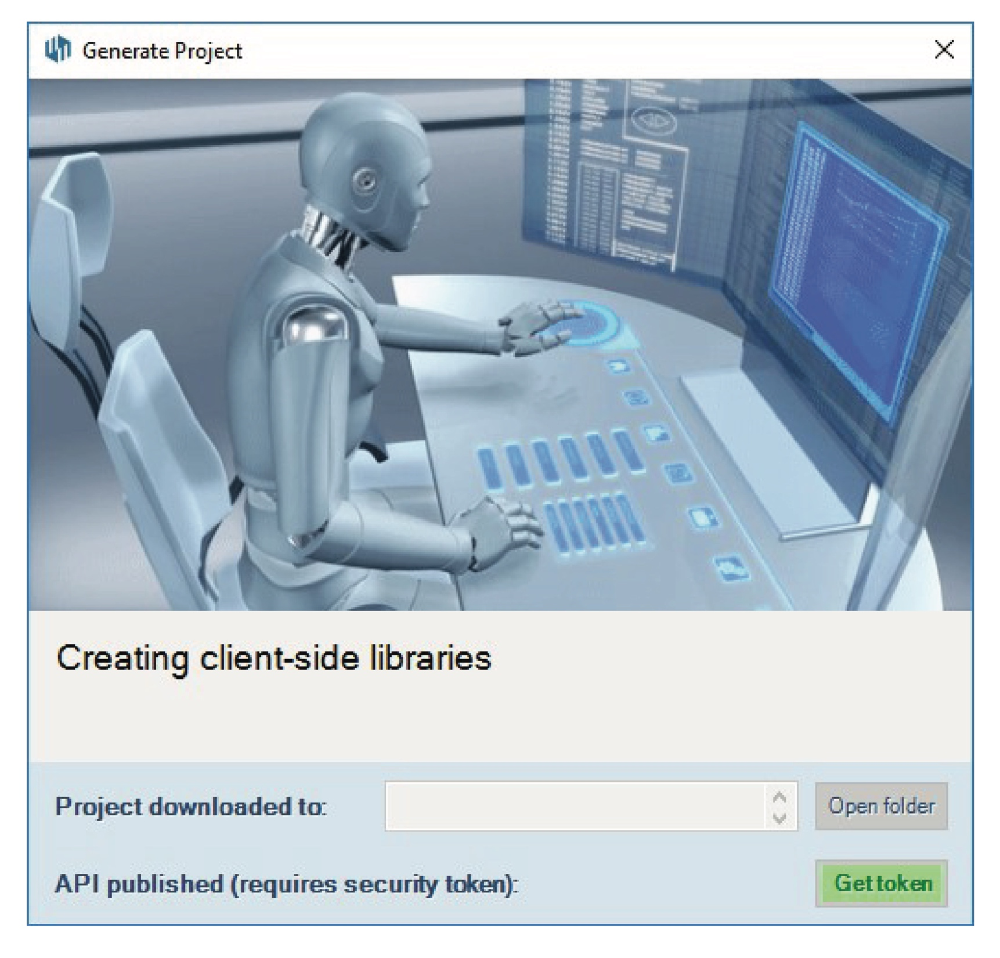 Generate Project
Creating client-side libraries
Project downloaded to:
Open folder
API published (requires security token):
Get token